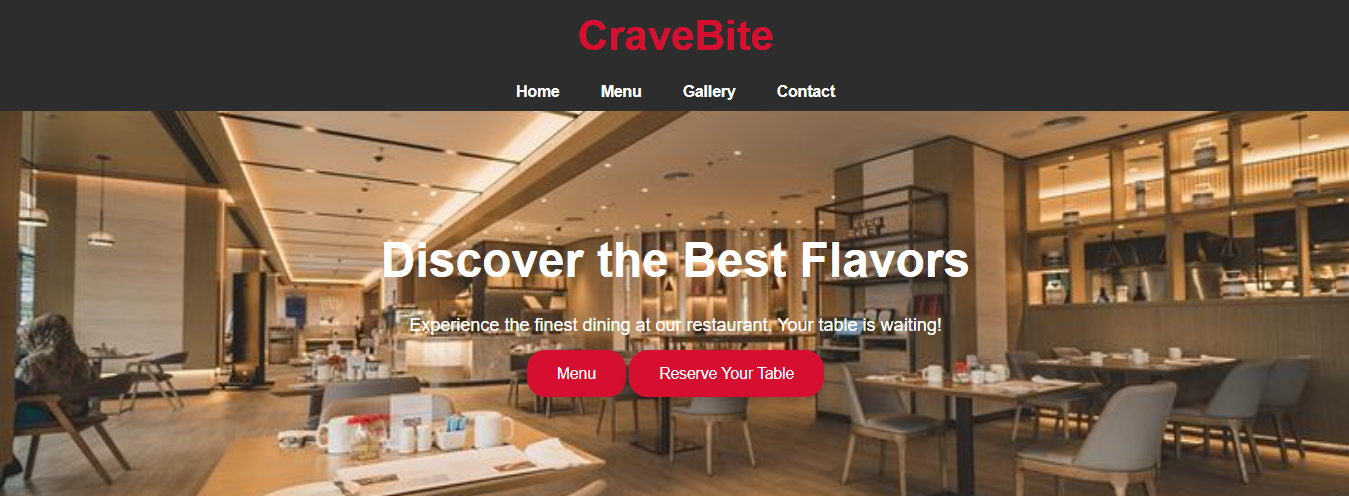 CraveBite
Home Menu Gallery Contact
Discover the Best Flavors
Experience the finest dining at our restaurant. Your table is waiting!
Menu Reserve Your Table